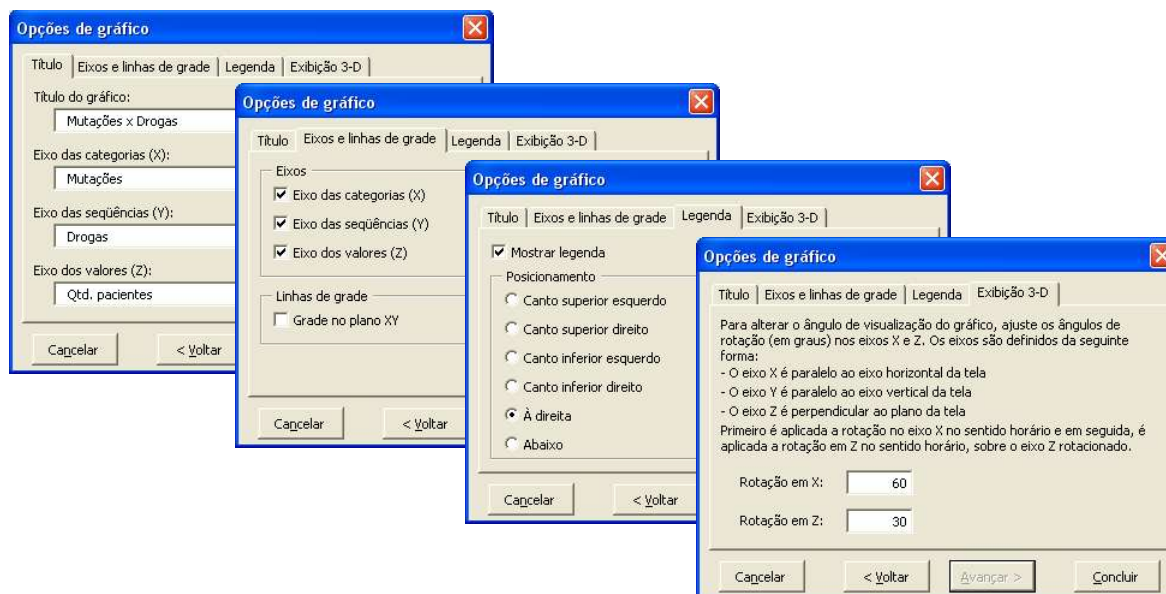 Opções de gráfico
Título
Eixos e linhas de grade
Legenda
Exibição 3-D
Título do gráfico:
Mutações x Drogas
Eixo das categorias (X):
Mutações
Eixo das seqüências (Y):
Drogas
Eixo dos valores (Z):
Qtd. pacientes
Cancelar
< Voltar
Opções de gráfico
Título
Eixos e linhas de grade
Legenda
Exibição 3-D
Eixos
Eixo das categorias (X)
Eixo das seqüências (Y)
Eixo dos valores (Z)
Linhas de grade
Grade no plano XY
Cancelar
< Voltar
Opções de gráfico
Título
Eixos e linhas de grade
Legenda
Exibição 3-D
Mostrar legenda
Posicionamento
Canto superior esquerdo
Canto superior direito
Canto inferior esquerdo
Canto inferior direito
À direita
Abaixo
Cancelar
< Voltar
Opções de gráfico
Título
Eixos e linhas de grade
Legenda
Exibição 3-D
Para alterar o ângulo de visualização do gráfico, ajuste os ângulos de
rotação (em graus) nos eixos X e Z. Os eixos são definidos da seguinte
forma:
- O eixo X é paralelo ao eixo horizontal da tela
- O eixo Y é paralelo ao eixo vertical da tela
- O eixo Z é perpendicular ao plano da tela
Primeiro é aplicada a rotação no eixo X no sentido horário e em seguida, é
aplicada a rotação em Z no sentido horário, sobre o eixo Z rotacionado.
Rotação em X: 60
Rotação em Z: 30
Cancelar
< Voltar
Avançar >
Concluir